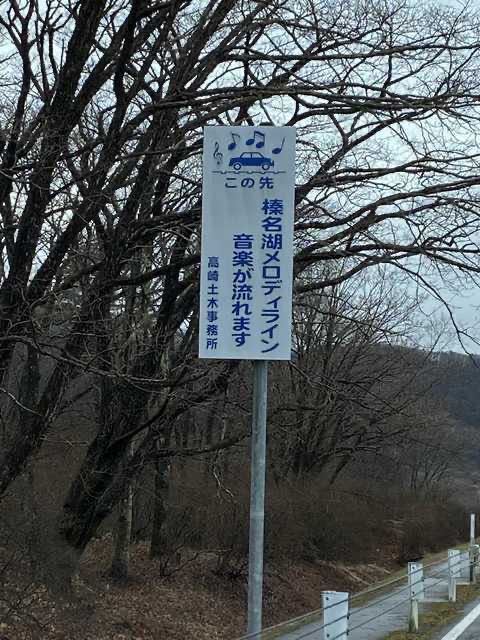 この先
榛名湖メロディライン
音楽が流れます
高崎土木事務所